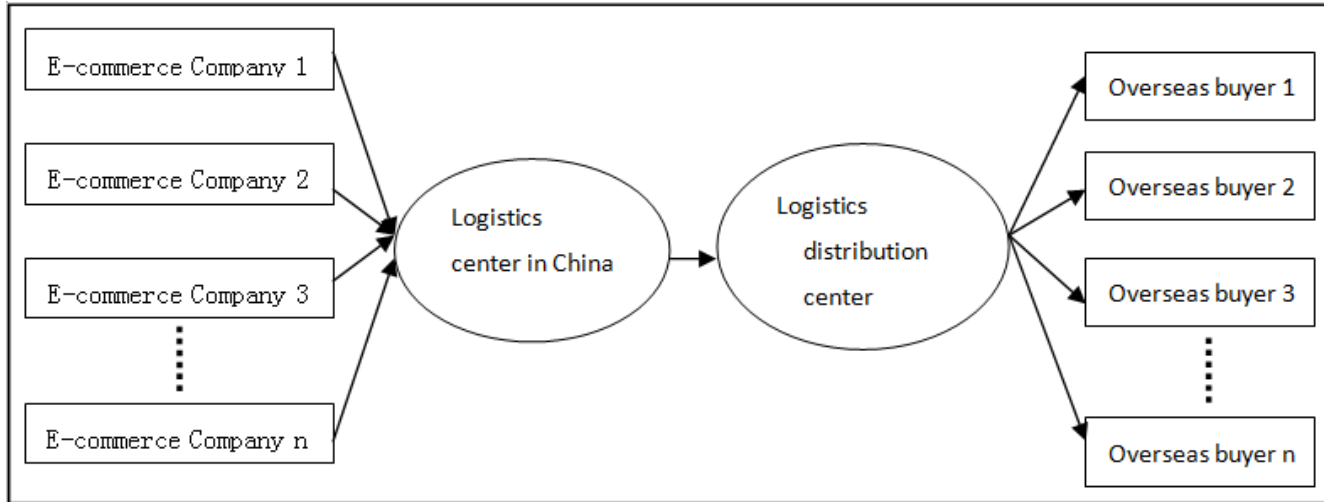 E-commerce Company 1
E-commerce Company 2
E-commerce Company 3
E-commerce Company n
Logistics
center in China
Logistics
distribution
center
Overseas buyer 1
Overseas buyer 2
Overseas buyer 3
Overseas buyer n